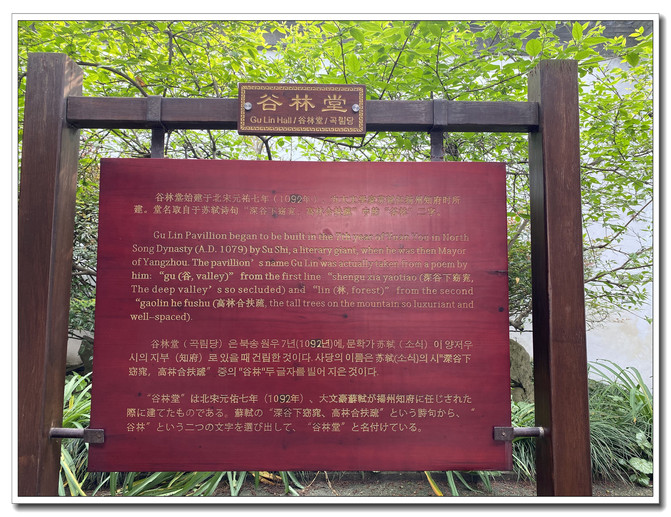 谷林堂
Gu Lin Hall/谷林堂/곡림당
谷林堂始建于北宋元祐七年（1092年
建。堂名取自于苏轼诗句“深谷下窈窕，高林合扶疏”中
Gu Lin Pavillion began to be built in the
Song Dynasty (A.D. 1079) by Su Shi, a literary giant, when he was then Mayor
of Yangzhou. The pavillion’s name Gu Lin was actually taken from a poem by
him: “gu (谷, valley)” from the first line “shengu xia yaotiao (深谷下窈窕,
The deep valley’s so secluded) and “lin (林, forest)” from the second
“gaolin he fushu (高林合扶疏, the tall trees on the mountain so luxuriant and
well-spaced).
谷林堂（곡림당）은 북송 원우 7년(1092년)에, 문학가 苏轼（소식）이 양저우
시의 지부（知府）로 있을 때 건립한 것이다. 사당의 이름은 苏轼(소식)의 시"深谷下
窈窕，高林合扶疏” 중의 "谷林"두 글자를 빌어 지은 것이다.
“谷林堂”は北宋元祐七年（1092年）、大文豪蘇軾が揚州知府に任じされた
際に建てたものである。蘇軾の“深谷下窈窕、高林合扶疏”という詩句から、“
谷林”という二つの文字を選び出して、“谷林堂”と名付けている。